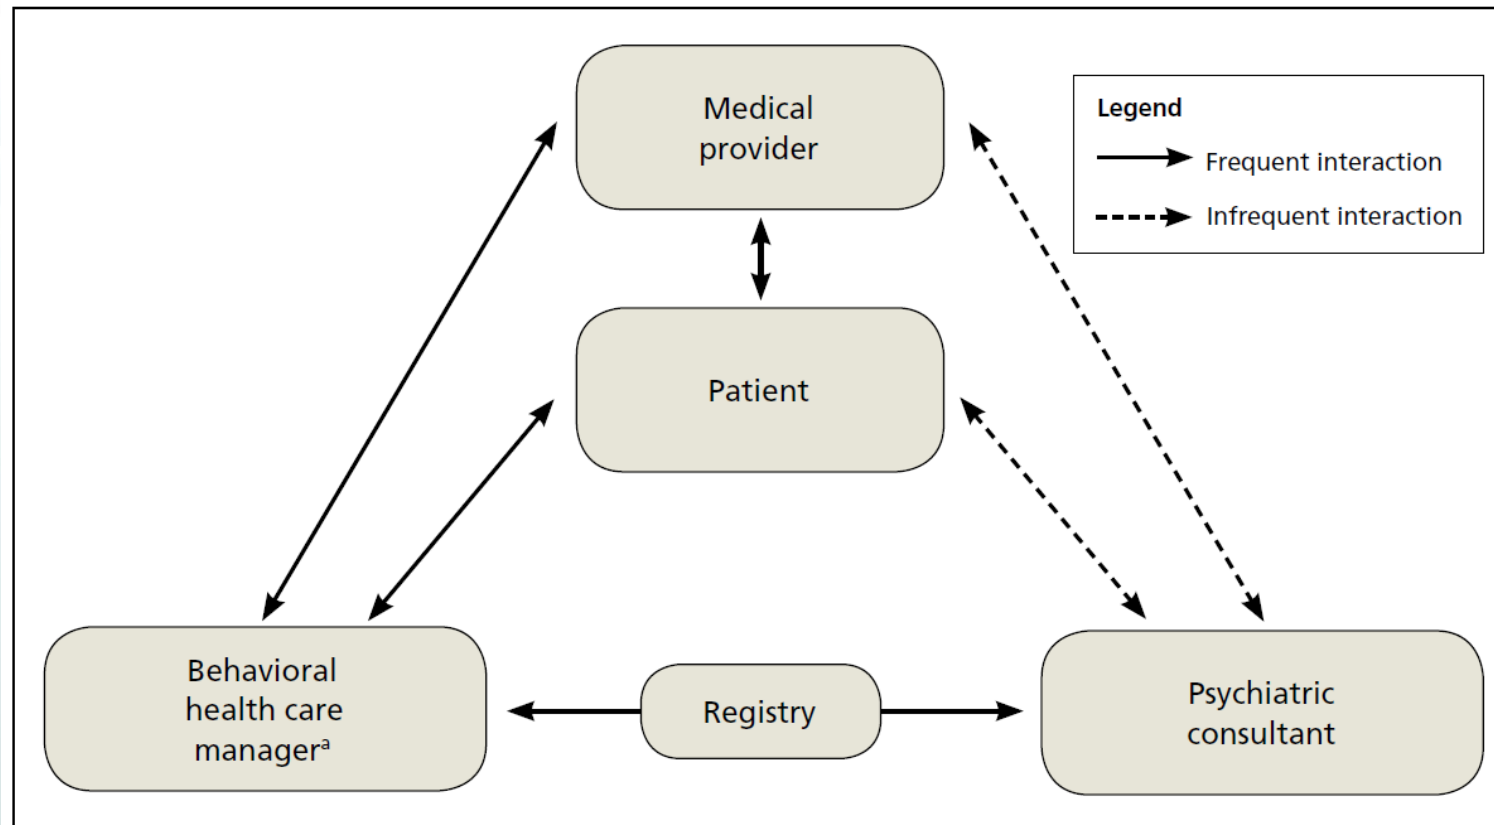 Medical
provider
Legend
Frequent interaction
Infrequent interaction
Patient
Behavioral
health care
managerᵃ
Registry
Psychiatric
consultant